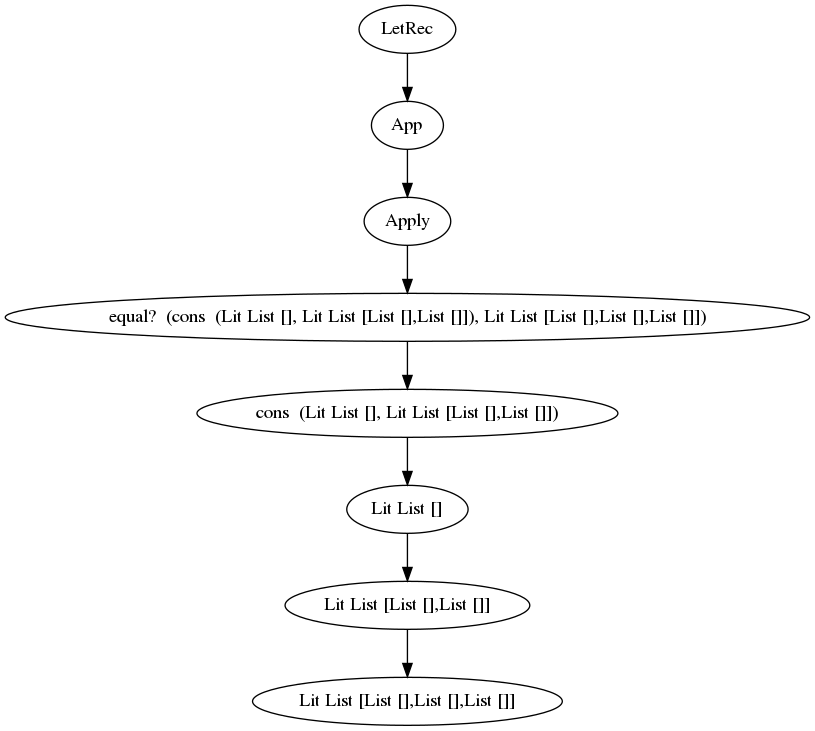 LetRec
App
Apply
equal?  (cons  (Lit List [], Lit List [List [],List []]), Lit List [List [],List [],List []])
cons  (Lit List [], Lit List [List [],List []])
Lit List []
Lit List [List [],List []]
Lit List [List [],List [],List []]